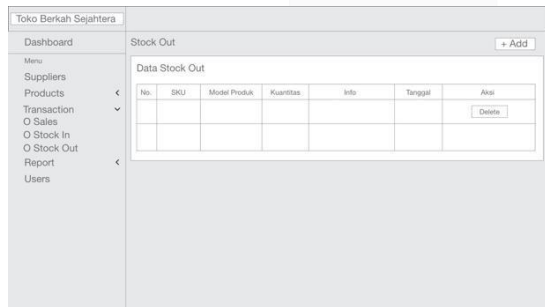 Toko Berkah Sejahtera
Dashboard
Menu
Suppliers
Products <
Transaction
O Sales
O Stock In
O Stock Out
Report <
Users
Stock Out
+ Add
Data Stock Out
No. SKU Model Produk Kuantitas Info Tanggal Aksi
Delete